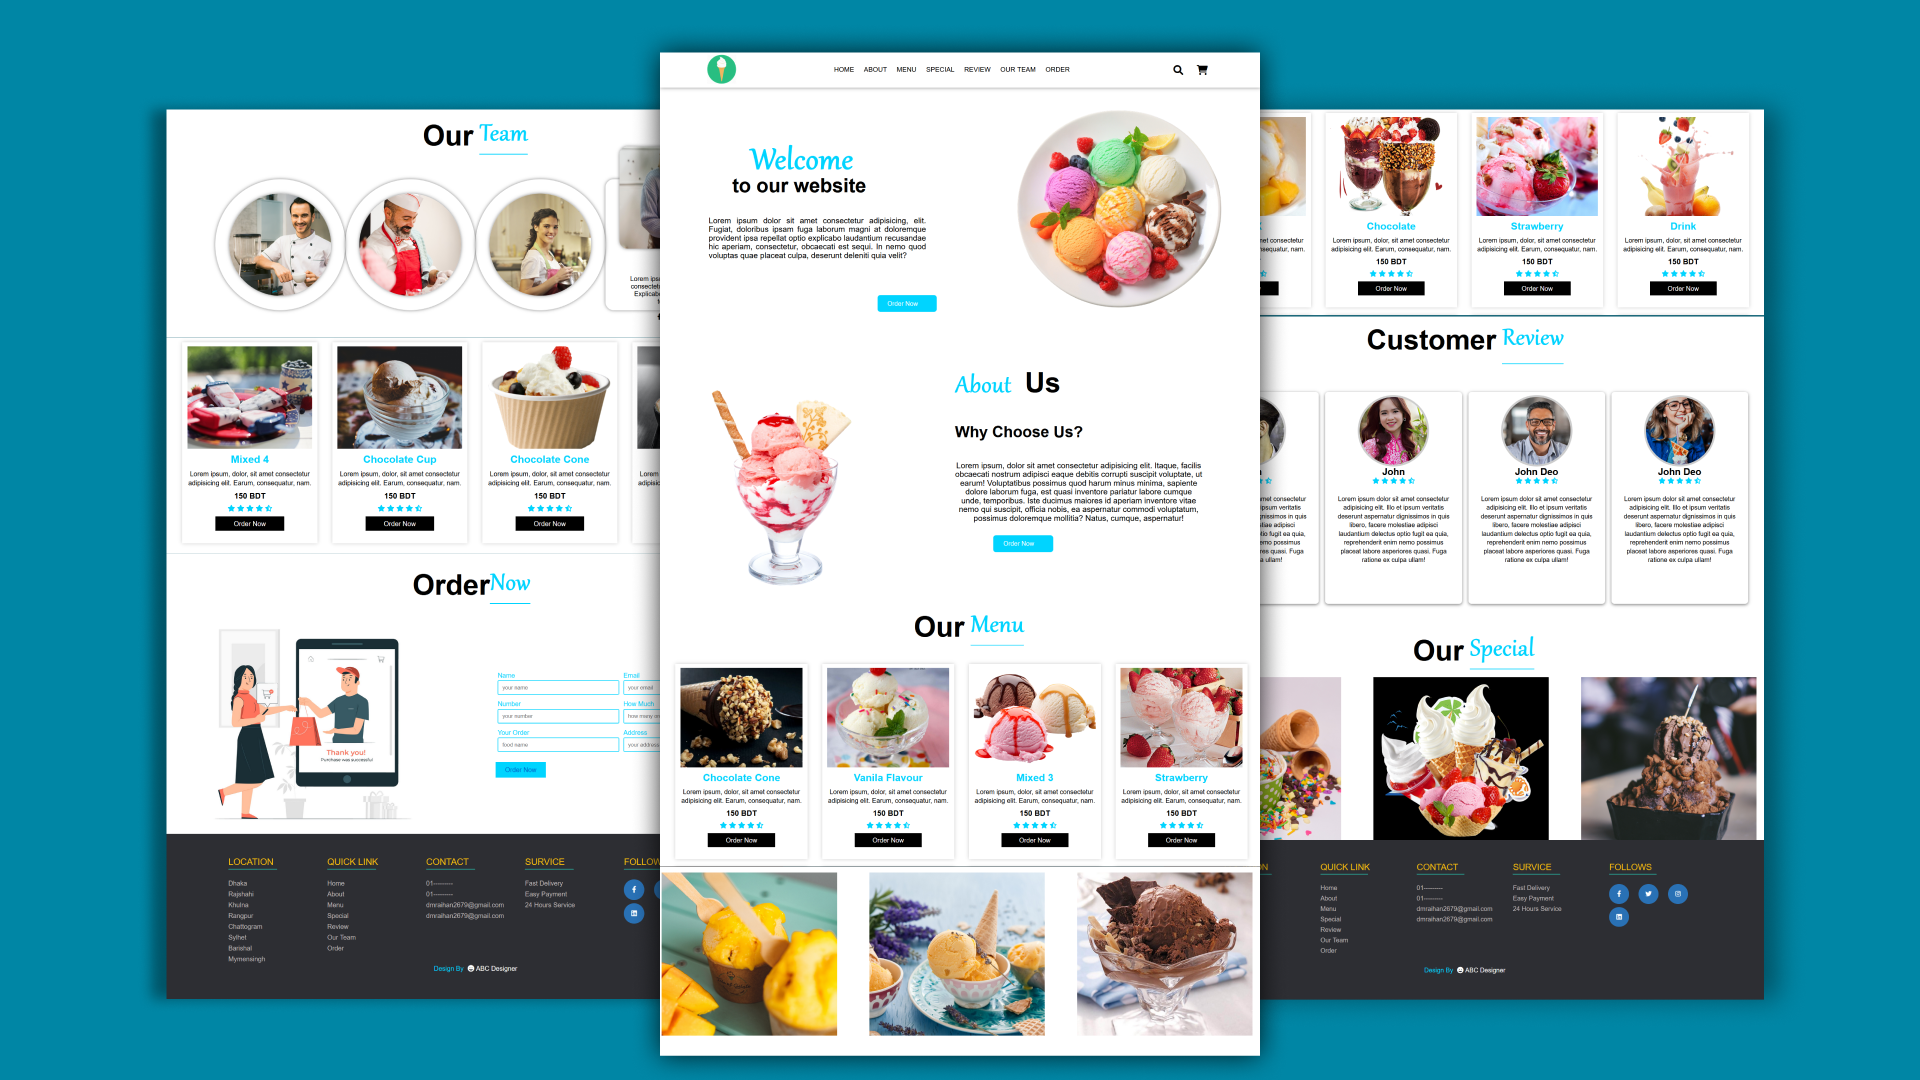 Our Team
Lorem
consectet
Explicab
Mixed 4
Lorem ipsum, dolor, sit amet consectetur
adipisicing elit. Earum, consequatur, nam.
150 BDT
Order Now
Chocolate Cup
Lorem ipsum, dolor, sit amet consectetur
adipisicing elit. Earum, consequatur, nam.
150 BDT
Order Now
Chocolate Cone
Lorem ipsum, dolor, sit amet consectetur
adipisicing elit. Earum, consequatur, nam.
150 BDT
Order Now
OrderNow
Thank you!
Purchase was successful
Name
your name
Email
your email
Number
your number
How Much
how many
Your Order
food name
Address
your address
Order Now
LOCATION
Dhaka
Rajshahi
Khulna
Rangpur
Chattogram
Sylhet
Barishal
Mymensingh
QUICK LINK
Home
About
Menu
Special
Review
Our Team
Order
CONTACT
01---------
01---------
dmraihan2679@gmail.com
dmraihan2679@gmail.com
SURVICE
Fast Delivery
Easy Payment
24 Hours Service
FOLLOW
Design By ABC Designer
HOME ABOUT MENU SPECIAL REVIEW OUR TEAM ORDER
Welcome
to our website
Lorem ipsum dolor sit amet consectetur adipisicing, elit.
Fugiat, doloribus ipsam fuga laborum magni at doloremque
provident ipsa repellat optio explicabo laudantium recusandae
hic aperiam, consectetur, obcaecati est sequi. In nemo quod
voluptas quae placeat culpa, deserunt deleniti quia velit?
Order Now
About Us
Why Choose Us?
Lorem ipsum, dolor sit amet consectetur adipisicing elit. Itaque, facilis
obcaecati nostrum adipisci eaque debitis corrupti suscipit voluptate, ut
earum! Voluptatibus possimus quod harum minus minima, sapiente
dolore laborum fuga, est quasi inventore pariatur labore cumque
unde, temporibus. Iste ducimus maiores id aperiam inventore vitae
nemo qui suscipit, officia nobis, ea aspernatur commodi voluptatum,
possimus doloremque mollitia? Natus, cumque, aspernatur!
Order Now
Our Menu
Chocolate Cone
Lorem ipsum, dolor, sit amet consectetur
adipisicing elit. Earum, consequatur, nam.
150 BDT
Order Now
Vanila Flavour
Lorem ipsum, dolor, sit amet consectetur
adipisicing elit. Earum, consequatur, nam.
150 BDT
Order Now
Mixed 3
Lorem ipsum, dolor, sit amet consectetur
adipisicing elit. Earum, consequatur, nam.
150 BDT
Order Now
Strawberry
Lorem ipsum, dolor, sit amet consectetur
adipisicing elit. Earum, consequatur, nam.
150 BDT
Order Now
met consectetur
sequatur, nam.
Chocolate
Lorem ipsum, dolor, sit amet consectetur
adipisicing elit. Earum, consequatur, nam.
150 BDT
Order Now
Strawberry
Lorem ipsum, dolor, sit amet consectetur
adipisicing elit. Earum, consequatur, nam.
150 BDT
Order Now
Drink
Lorem ipsum, dolor, sit amet consectetur
adipisicing elit. Earum, consequatur, nam.
150 BDT
Order Now
Customer Review
John
Lorem ipsum dolor sit amet consectetur
adipisicing elit. Illo et ipsum veritatis
deserunt aspernatur dignissimos in quis
libero, facere molestiae adipisci
laudantium delectus optio fugit ea quia,
reprehenderit enim nemo possimus
placeat labore asperiores quasi. Fuga
ratione ex culpa ullam!
John Deo
Lorem ipsum dolor sit amet consectetur
adipisicing elit. Illo et ipsum veritatis
deserunt aspernatur dignissimos in quis
libero, facere molestiae adipisci
laudantium delectus optio fugit ea quia,
reprehenderit enim nemo possimus
placeat labore asperiores quasi. Fuga
ratione ex culpa ullam!
John Deo
Lorem ipsum dolor sit amet consectetur
adipisicing elit. Illo et ipsum veritatis
deserunt aspernatur dignissimos in quis
libero, facere molestiae adipisci
laudantium delectus optio fugit ea quia,
reprehenderit enim nemo possimus
placeat labore asperiores quasi. Fuga
ratione ex culpa ullam!
Our Special
QUICK LINK
Home
About
Menu
Special
Review
Our Team
Order
CONTACT
01---------
01---------
dmraihan2679@gmail.com
dmraihan2679@gmail.com
SURVICE
Fast Delivery
Easy Payment
24 Hours Service
FOLLOWS
Design By ABC Designer